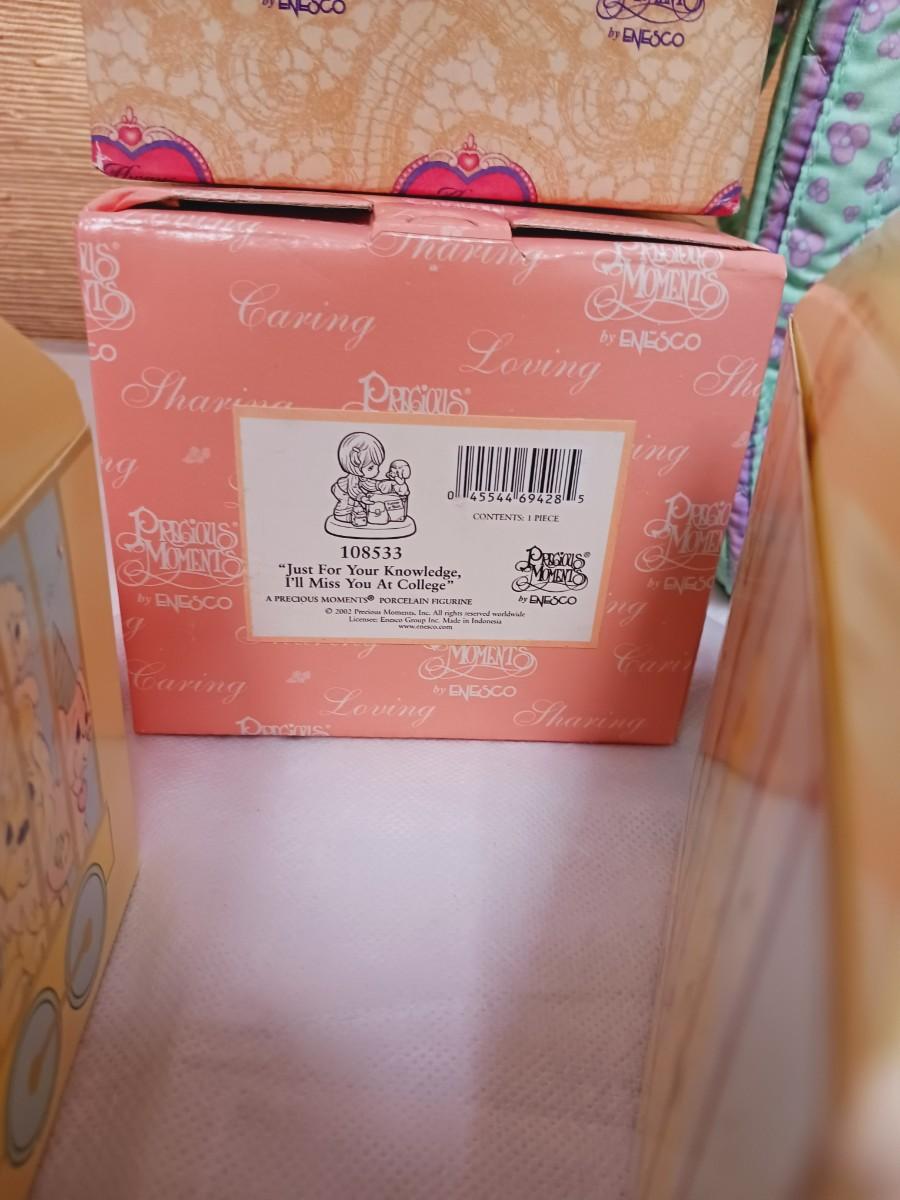 by ENESCO
by ENESCO
Sharing
PRECIOUS
MOMENTS
by ENESCO
Caring
Loving
Sharing
PRECIOUS
0 45544 69428 5
CONTENTS: 1 PIECE
108533
"Just For Your Knowledge,
I'll Miss You At College"
A PRECIOUS MOMENTS® PORCELAIN FIGURINE
© 2002 Precious Moments, Inc. All rights reserved worldwide
Licensee: Enesco Group Inc. Made in Indonesia
www.enesco.com
PRECIOUS®
MOMENTS
by ENESCO
PRECIOUS
MOMENTS
by ENESCO
by ENESCO
MOMENTS
by ENESCO
Caring
Loving
Sharing
PRECIOUS